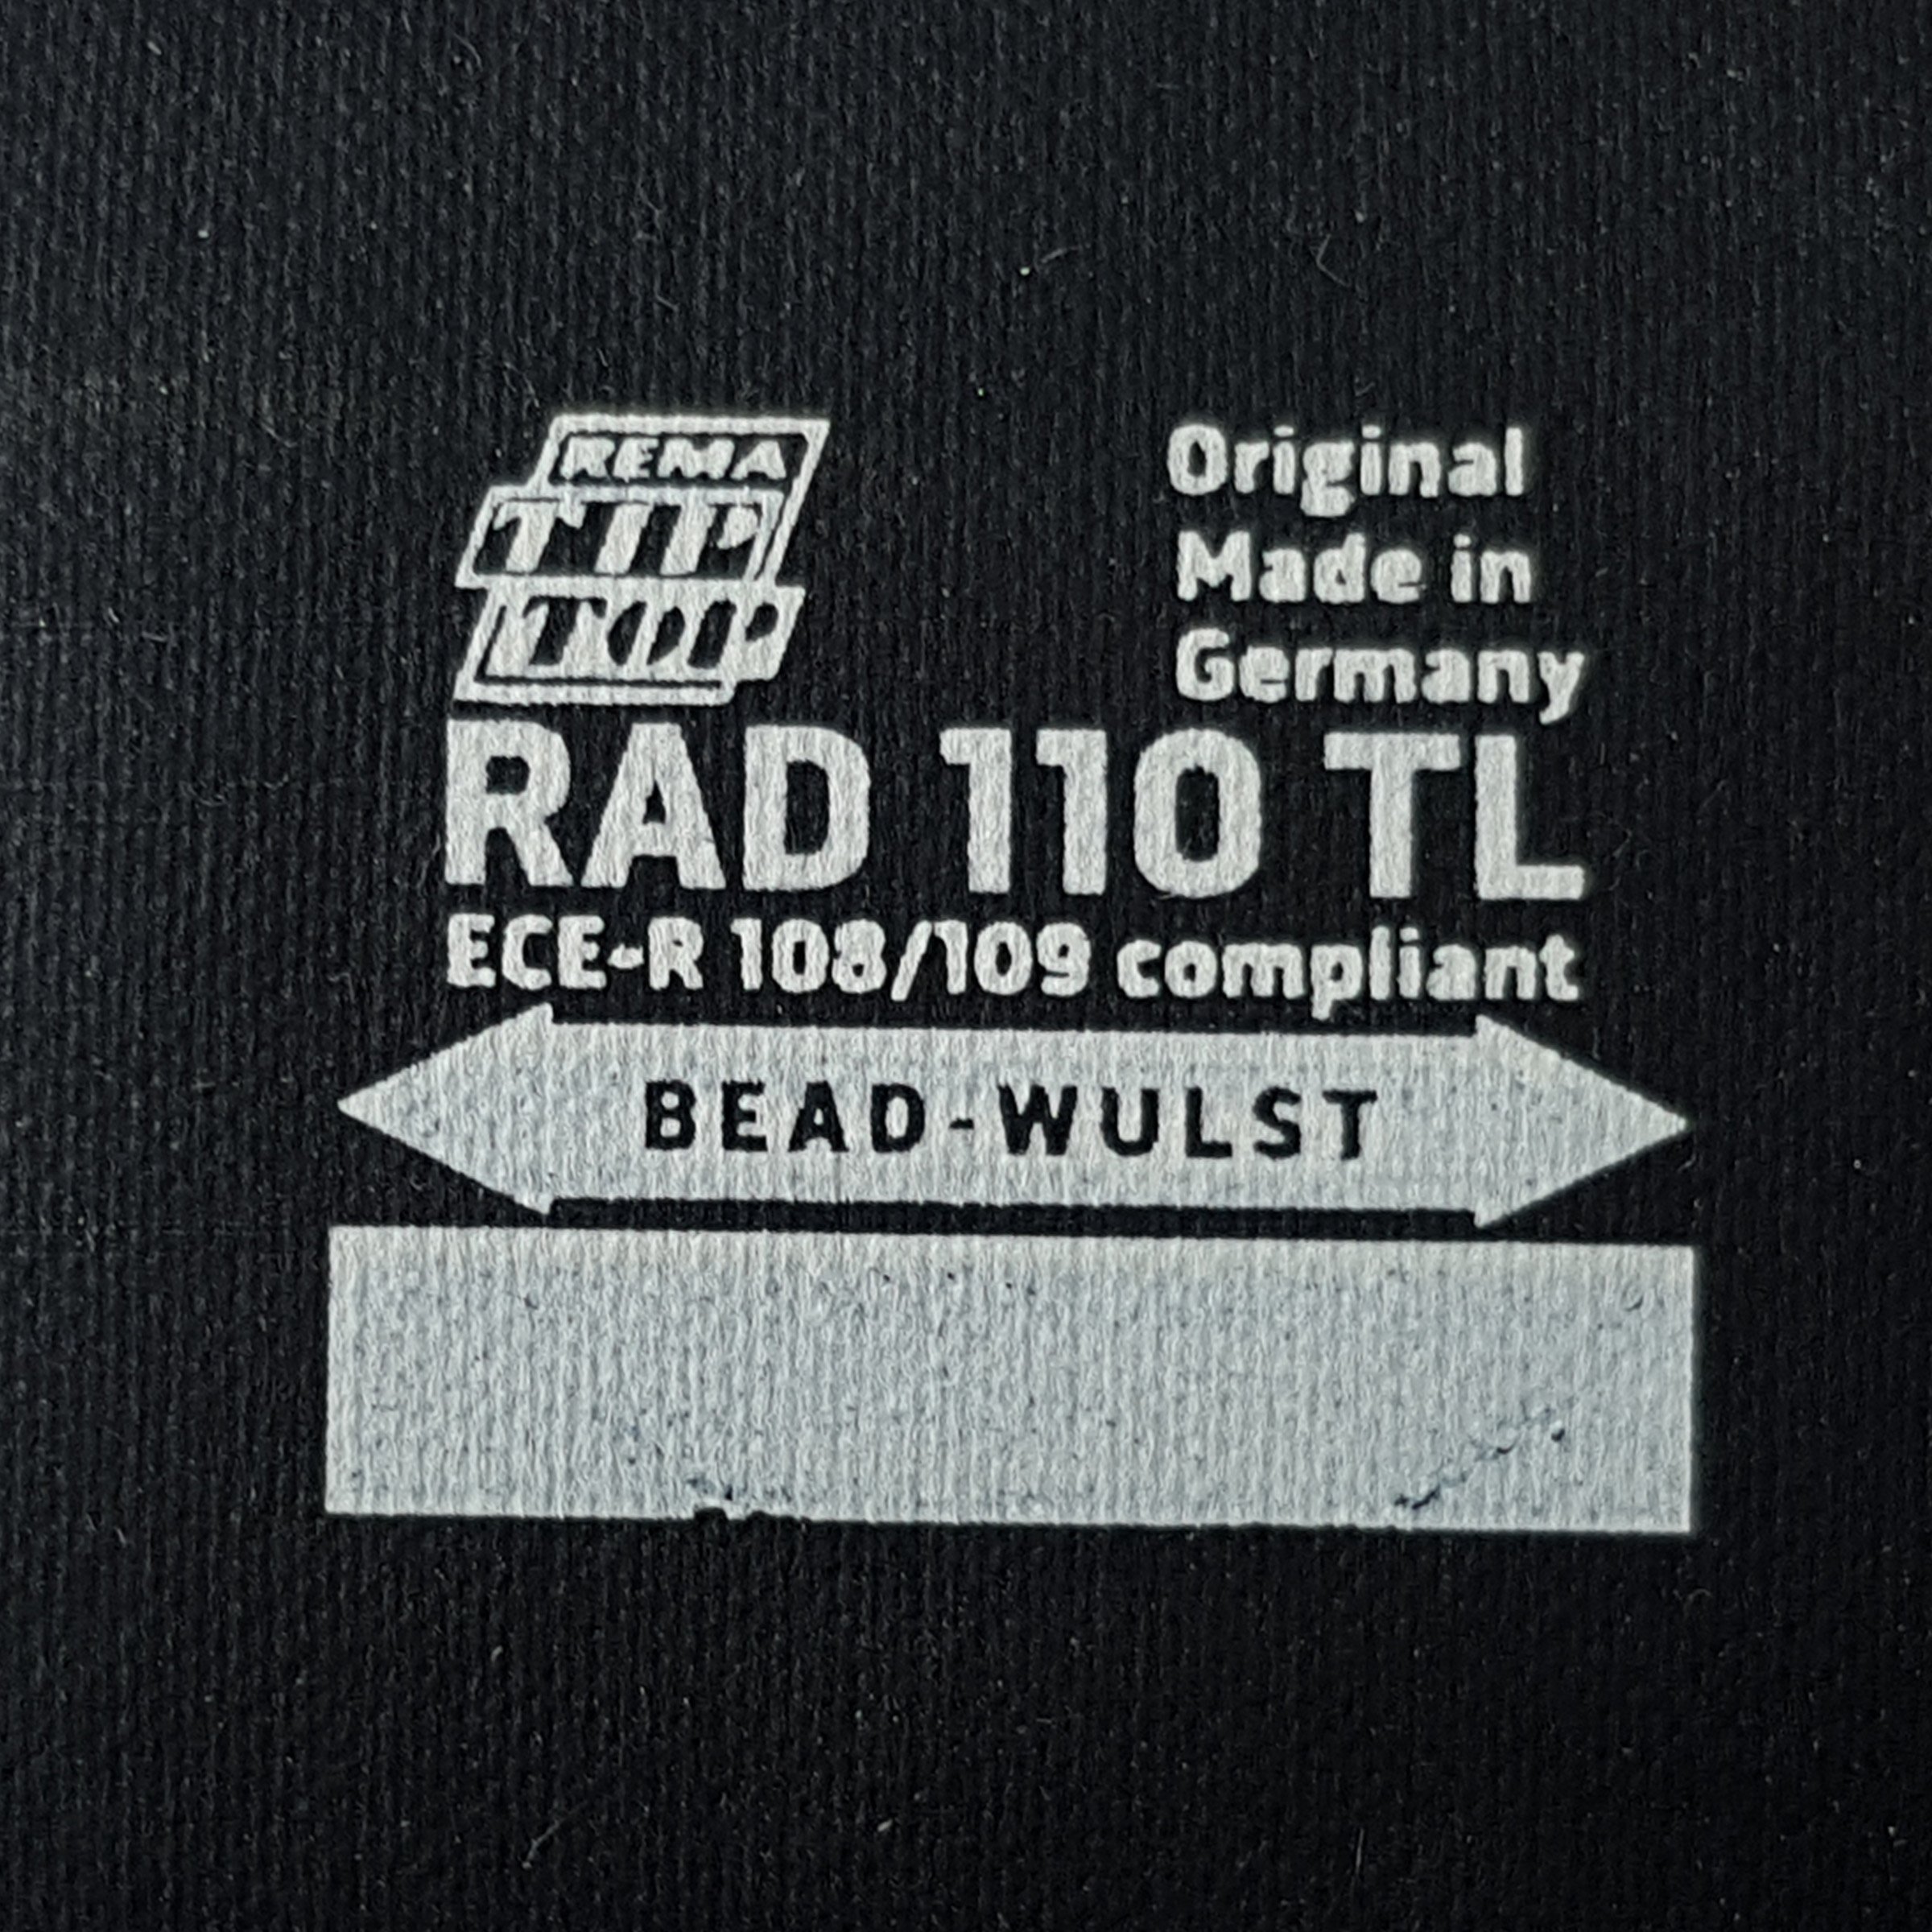 REMA
TIP
TOP
Original
Made in
Germany
RAD 110 TL
ECE-R 108/109 compliant
BEAD-WULST